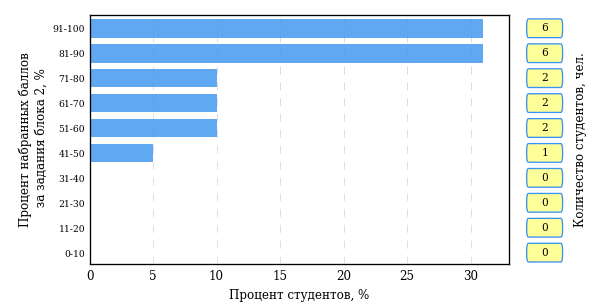 Процент набранных баллов
за задания блока 2, %
91-100 6
81-90 6
71-80 2
61-70 2
51-60 2
41-50 1
31-40 0
21-30 0
11-20 0
0-10 0
0 5 10 15 20 25 30
Процент студентов, %
Количество студентов, чел.